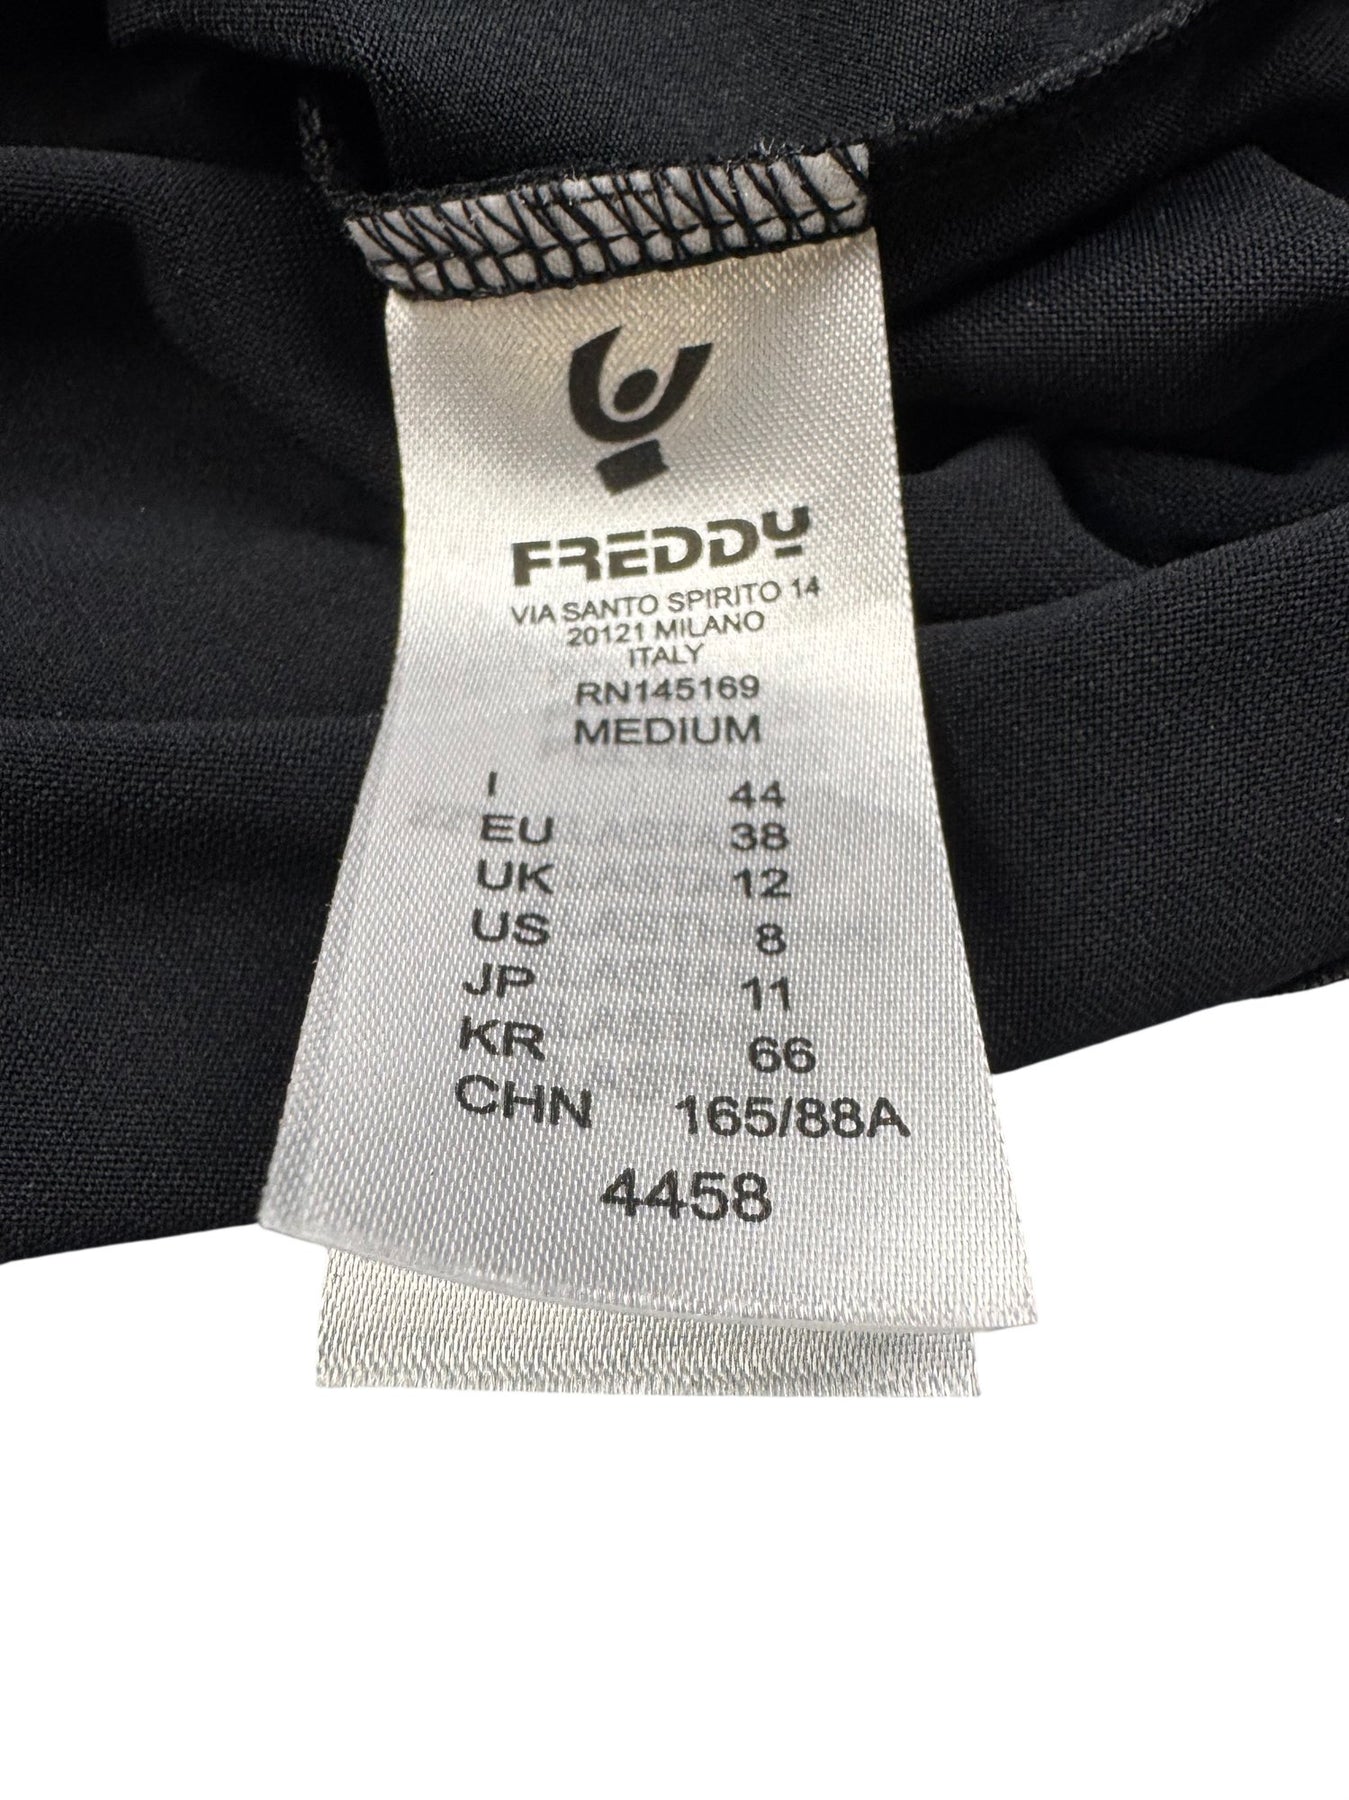 FREDDY
VIA SANTO SPIRITO 14
20121 MILANO
ITALY
RN145169
MEDIUM
I 44
EU 38
UK 12
US 8
JP 11
KR 66
CHN 165/88A
4458